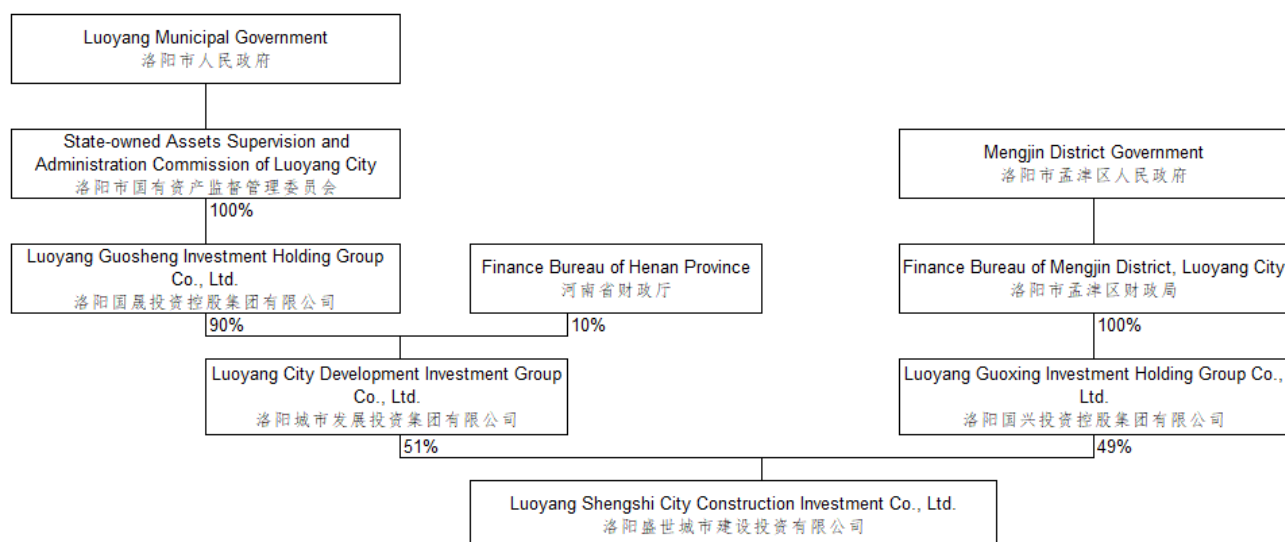 Luoyang Municipal Government
洛阳市人民政府
State-owned Assets Supervision and
Administration Commission of Luoyang City
洛阳市国有资产监督管理委员会
100%
Mengjin District Government
洛阳市孟津区人民政府
Luoyang Guosheng Investment Holding Group
Co., Ltd.
洛阳国晟投资控股集团有限公司
90%
Finance Bureau of Henan Province
河南省财政厅
10%
Finance Bureau of Mengjin District, Luoyang City
洛阳市孟津区财政局
100%
Luoyang City Development Investment Group
Co., Ltd.
洛阳城市发展投资集团有限公司
51%
Luoyang Guoxing Investment Holding Group Co.,
Ltd.
洛阳国兴投资控股集团有限公司
49%
Luoyang Shengshi City Construction Investment Co., Ltd.
洛阳盛世城市建设投资有限公司